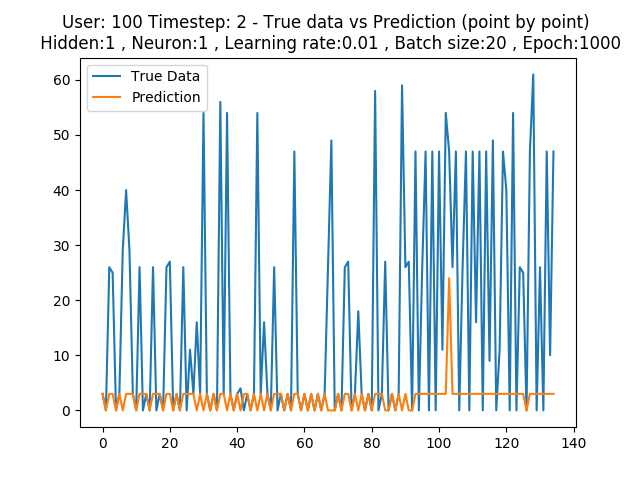 User: 100 Timestep: 2 - True data vs Prediction (point by point)
Hidden:1 , Neuron:1 , Learning rate:0.01 , Batch size:20 , Epoch:1000
True Data
Prediction
60
50
40
30
20
10
0
0 20 40 60 80 100 120 140